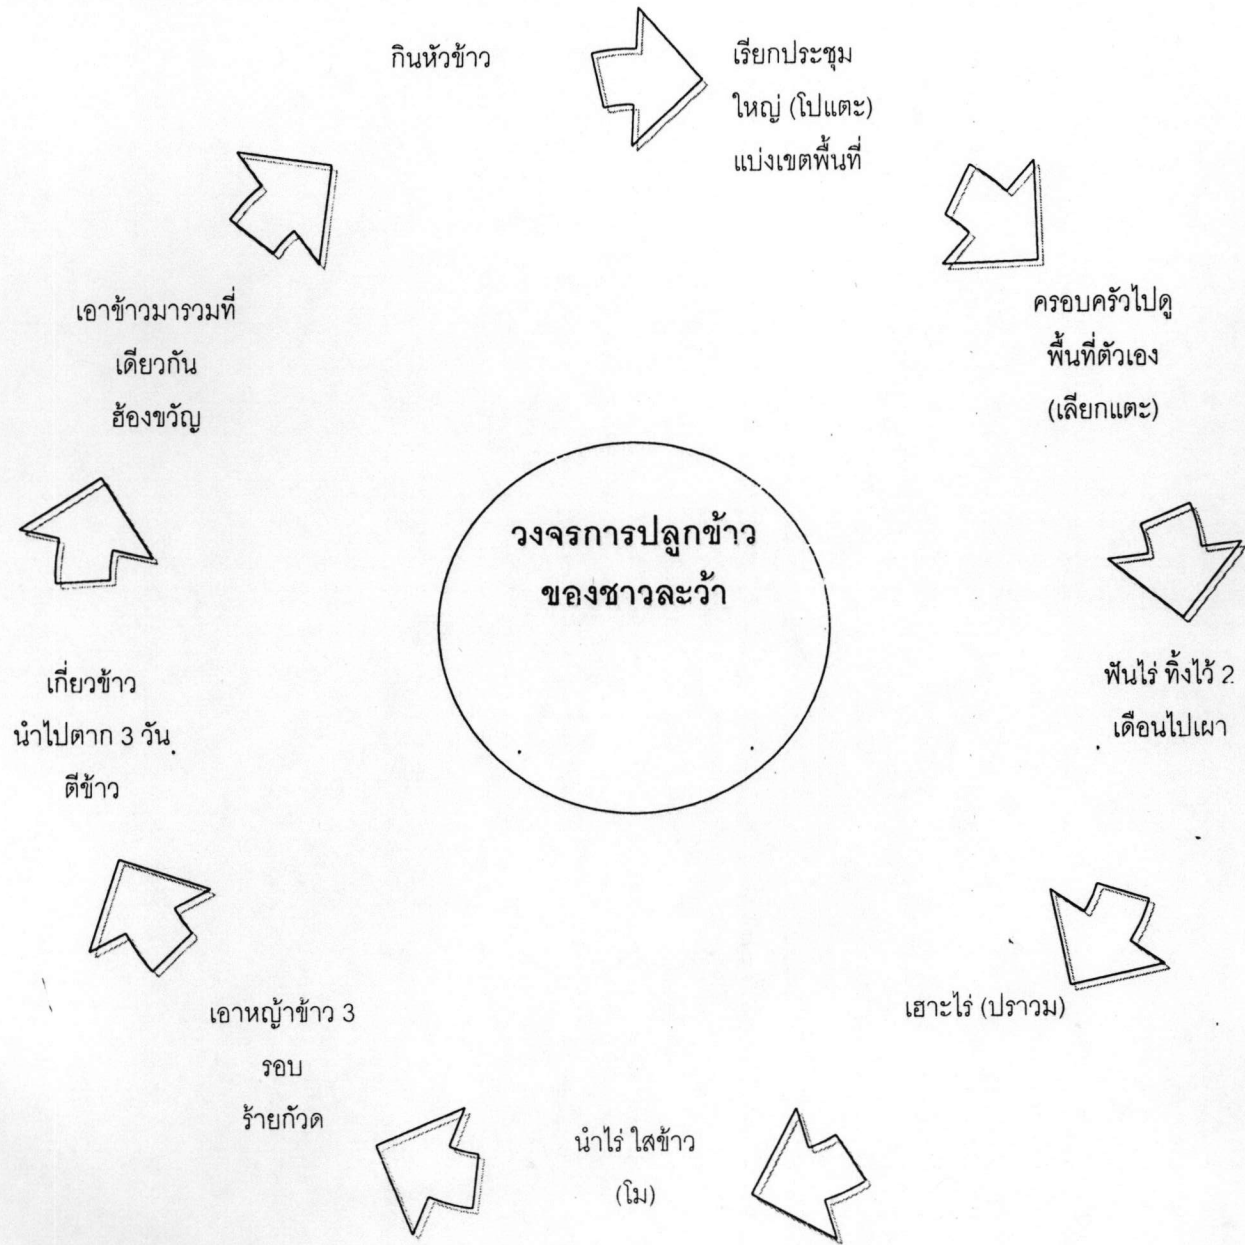 กินหัวข้าว
เรียกประชุม
ใหญ่ (โปแตะ)
แบ่งเขตพื้นที่
ครอบครัวไปดู
พื้นที่ตัวเอง
(เลียกแตะ)
ฟันไร่ ทิ้งไว้ 2
เดือนไปเผา
เฮาะไร่ (ปราวม)
นำไร่ ใสข้าว
(โม)
เอาหญ้าข้าว 3
รอบ
ร้ายกัวด
เกี่ยวข้าว
นำไปตาก 3 วัน
ตีข้าว
เอาข้าวมารวมที่
เดียวกัน
ฮ้องขวัญ
วงจรการปลูกข้าว
ของชาวละว้า